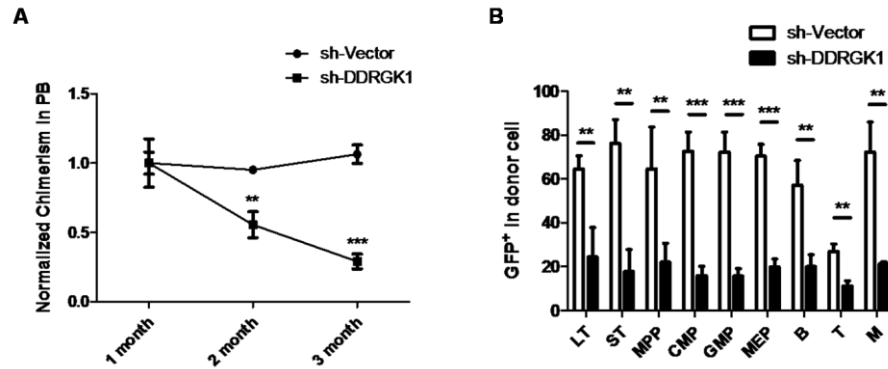 A
sh-Vector
sh-DDRGK1
Normalized Chimerism in PB
1.5
1.0
0.5
0.0
**
***
1 month
2 month
3 month
B
sh-Vector
sh-DDRGK1
GFP+ in donor cell
100
80
60
40
20
0
** ** ** *** *** *** ** ** **
LT ST MPP CMP GMP MEP B T M